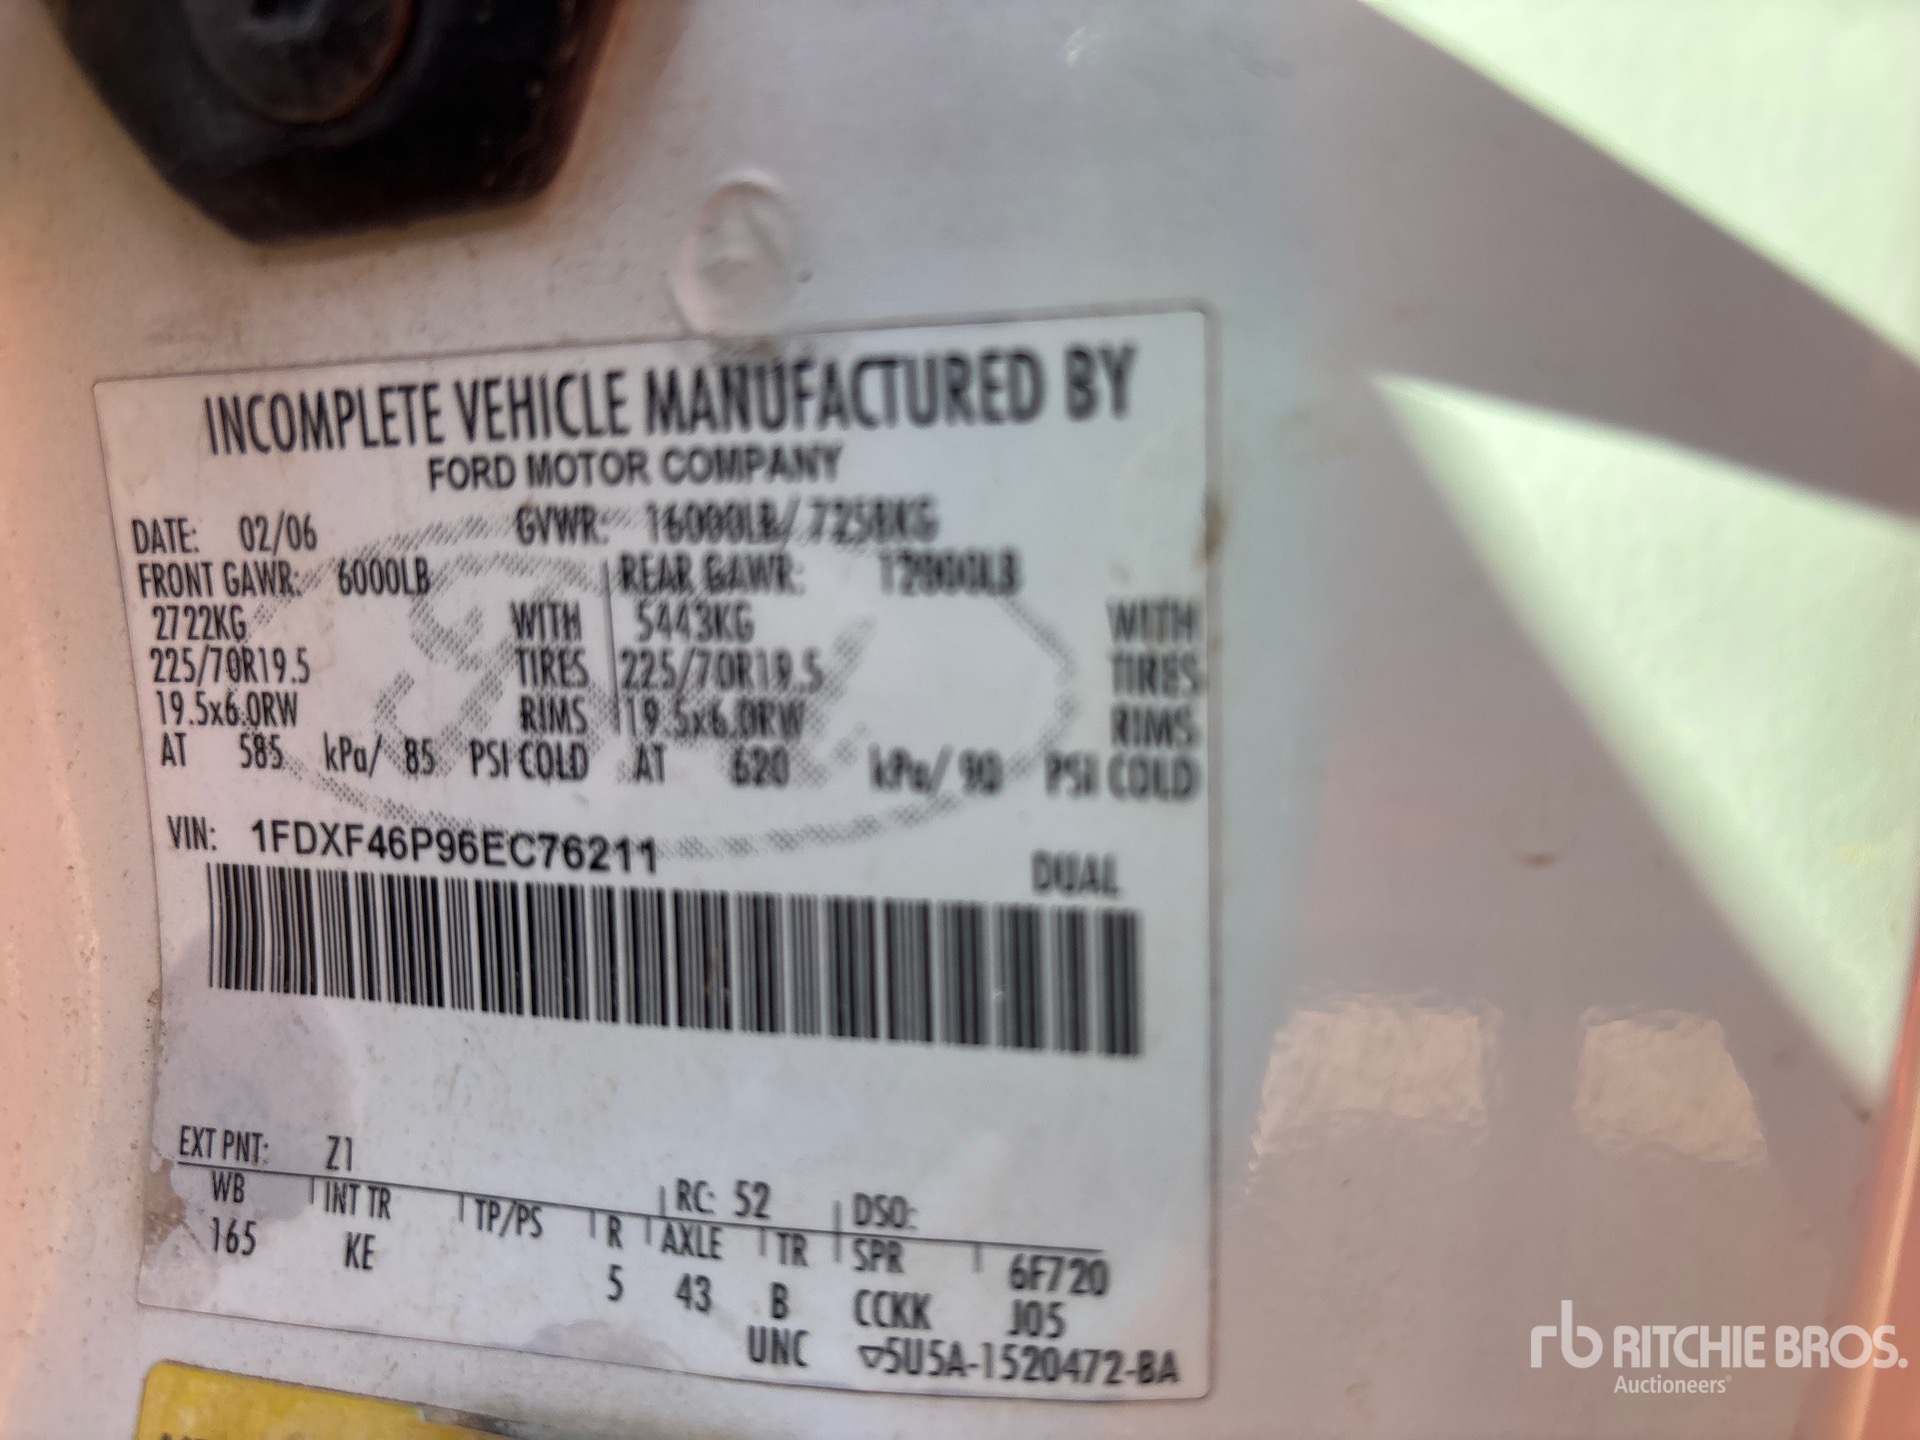 INCOMPLETE VEHICLE MANUFACTURED BY
FORD MOTOR COMPANY
DATE: 02/06 GVWR: 16000LB/ 7258KG
FRONT GAWR: 6000LB REAR GAWR: 12000LB
2722KG WITH 5443KG WITH
225/70R19.5 TIRES 225/70R19.5 TIRES
19.5x6.0RW RIMS 19.5x6.0RW RIMS
AT 585 kPa/ 85 PSI COLD AT 620 kPa/ 90 PSI COLD
VIN: 1FDXF46P96EC76211
DUAL
EXT PNT: Z1 RC: 52 DSO:
WB INT TR TP/PS R AXLE TR SPR 6F720
165 KE 5 43 B CCKK J05
UNC ▽5U5A-1520472-BA
rb RITCHIE BROS.
Auctioneers